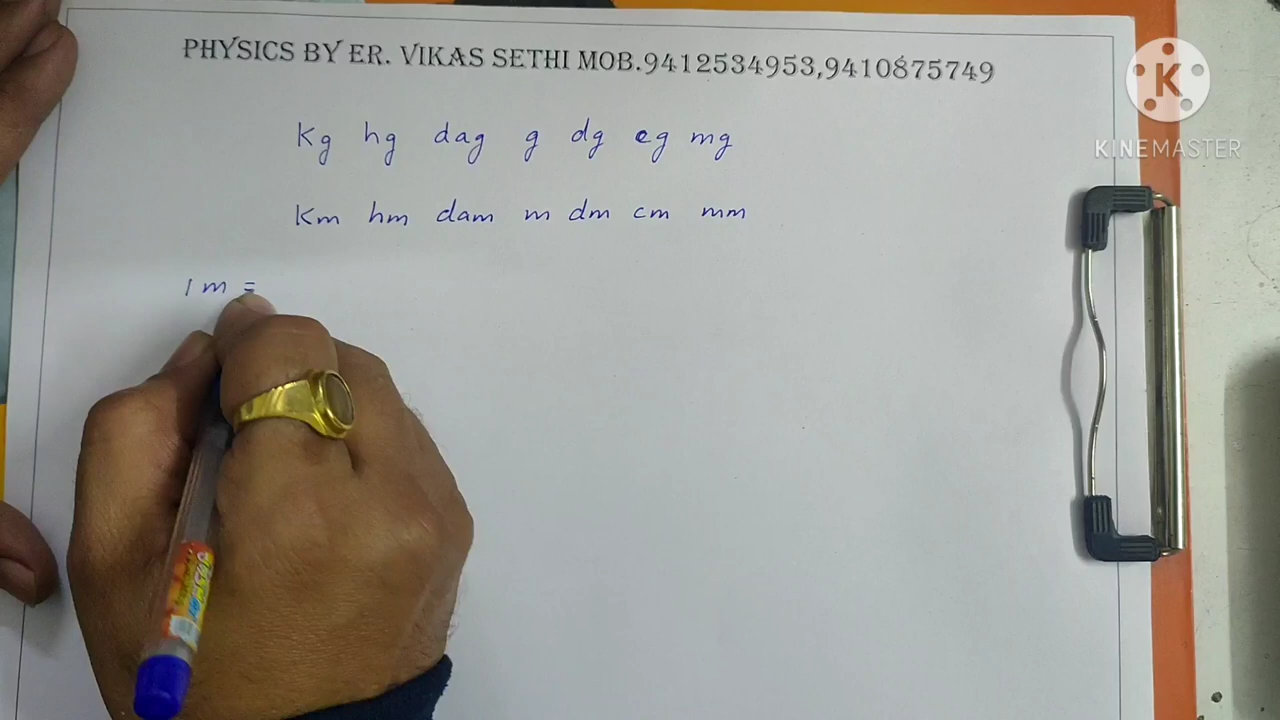 PHYSICS BY ER. VIKAS SETHI MOB.9412534953,9410875749
K
KINEMASTER
Kg hg dag g dg cg mg
Km hm dam m dm cm mm
1 m =